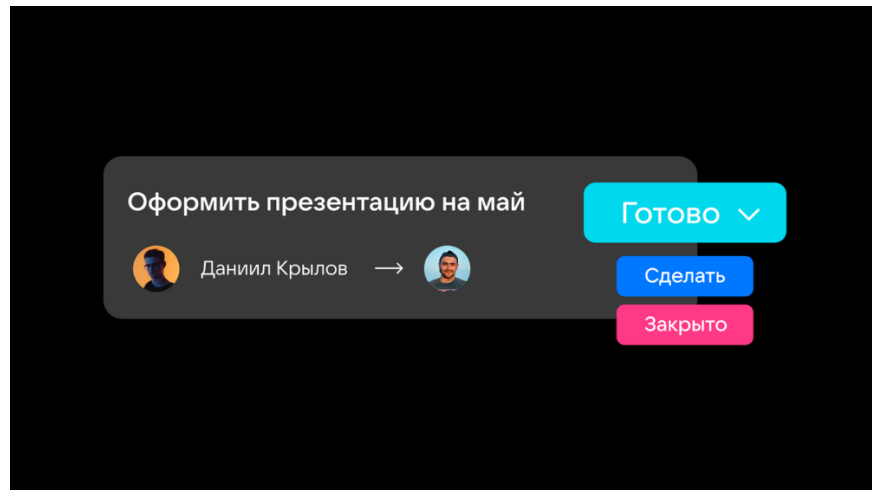 Оформить презентацию на май
Готово
Даниил Крылов
Сделать
Закрыто